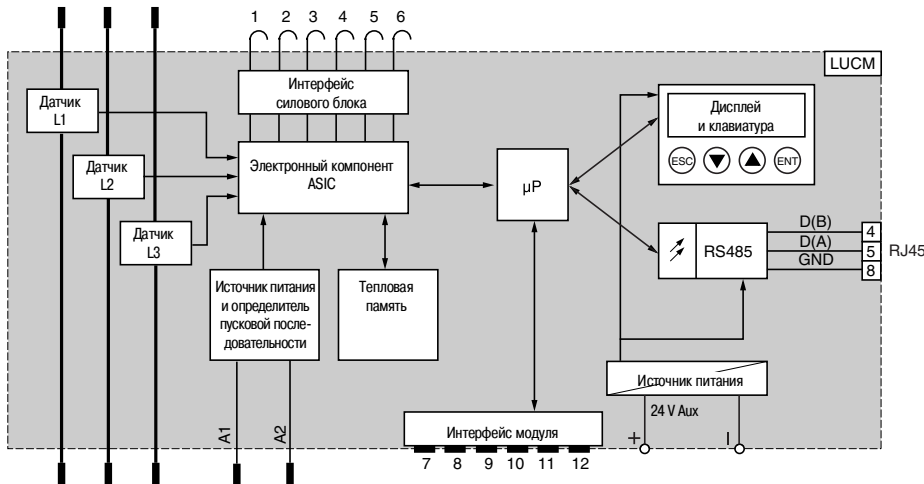 1 2 3 4 5 6
LUCM
Интерфейс
силового блока
Датчик
L1
Датчик
L2
Датчик
L3
Электронный компонент
ASIC
µP
Дисплей
и клавиатура
ESC
ENT
RS485
D(B)
D(A)
GND
4
5
8
RJ45
Источник питания
и определитель
пусковой после-
довательности
Тепловая
память
Источник питания
24 V Aux
+
–
A1
A2
Интерфейс модуля
7 8 9 10 11 12